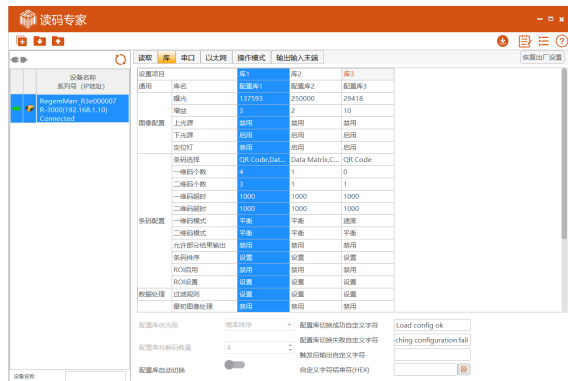 读码专家
设备名称
系列号 (IP地址)
RegemMarr_R3e000007
R-3000(192.168.1.10)
Connected
设备名称
读取 库 串口 以太网 操作模式 输出输入末端 恢复出厂设置
设置项目 库1 库2 库3
通用 库名 配置库1 配置库2 配置库3
图像配置
曝光 137593 250000 29418
增益 3 2 10
上光源 禁用 禁用 禁用
下光源 启用 启用 启用
定位灯 禁用 启用 启用
条码配置
条码选择 QR Code,Dat... Data Matrix,C... QR Code
一维码个数 4 1 0
二维码个数 3 1 1
一维码超时 1000 1000 1000
二维码超时 1000 1000 1000
一维码模式 平衡 平衡 速度
二维码模式 平衡 平衡 平衡
允许部分结果输出 禁用 禁用 禁用
条码排序 设置 设置 设置
ROI启用 禁用 禁用 禁用
ROI设置 设置 设置 设置
数据处理 过滤规则 设置 设置 设置
最初图像处理 禁用 禁用 禁用
配置库优先级 概率排序 配置库切换成功自定义字符 Load config ok
配置库总解码数量 4 配置库切换失败自定义字符 ching configuration fail
触发后输出自定义字符
配置库自动切换 自定义字符结束符(HEX)